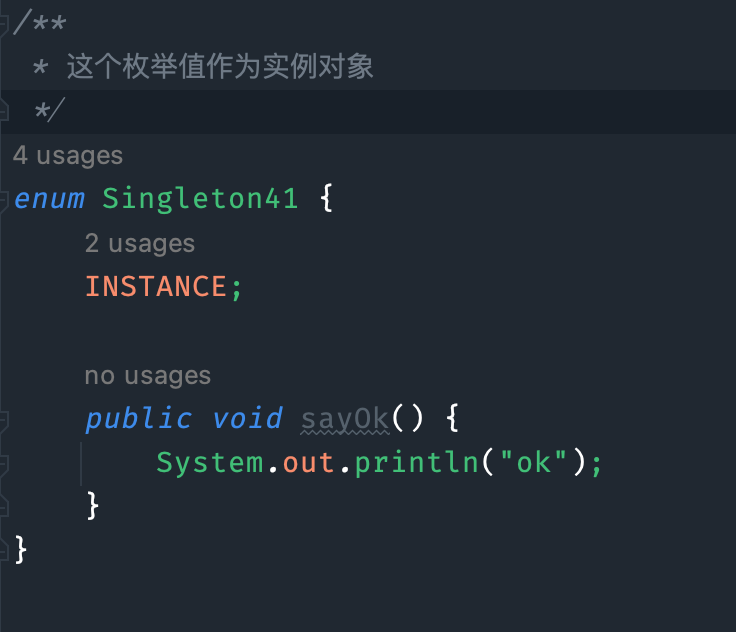 /**
* 这个枚举值作为实例对象
*/
4 usages
enum Singleton41 {
2 usages
INSTANCE;
no usages
public void sayOk() {
System.out.println("ok");
}
}